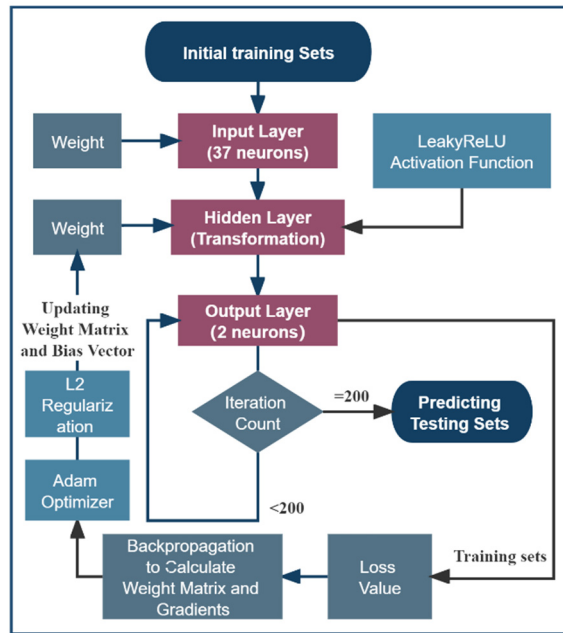 Initial training Sets
Weight
Input Layer
(37 neurons)
LeakyReLU
Activation Function
Weight
Hidden Layer
(Transformation)
Updating
Weight Matrix
and Bias Vector
Output Layer
(2 neurons)
L2
Regulariz
ation
Iteration
Count
=200
Predicting
Testing Sets
Adam
Optimizer
<200
Training sets
Backpropagation
to Calculate
Weight Matrix and
Gradients
Loss
Value